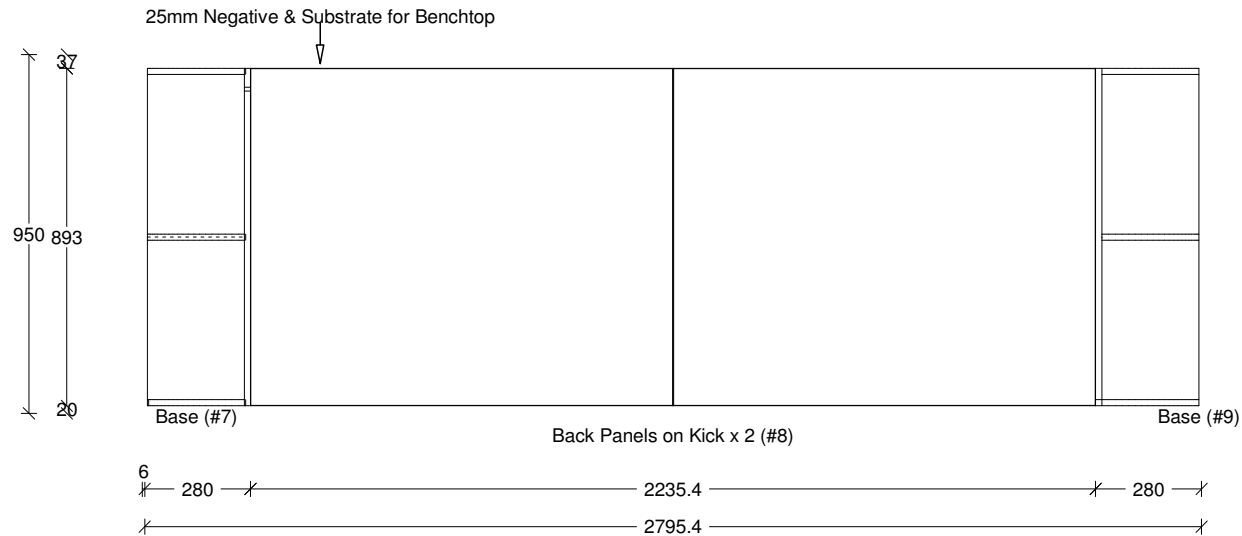 25mm Negative & Substrate for Benchtop
37
950
893
20
Base (#7)
Base (#9)
Back Panels on Kick x 2 (#8)
6
280
2235.4
280
2795.4